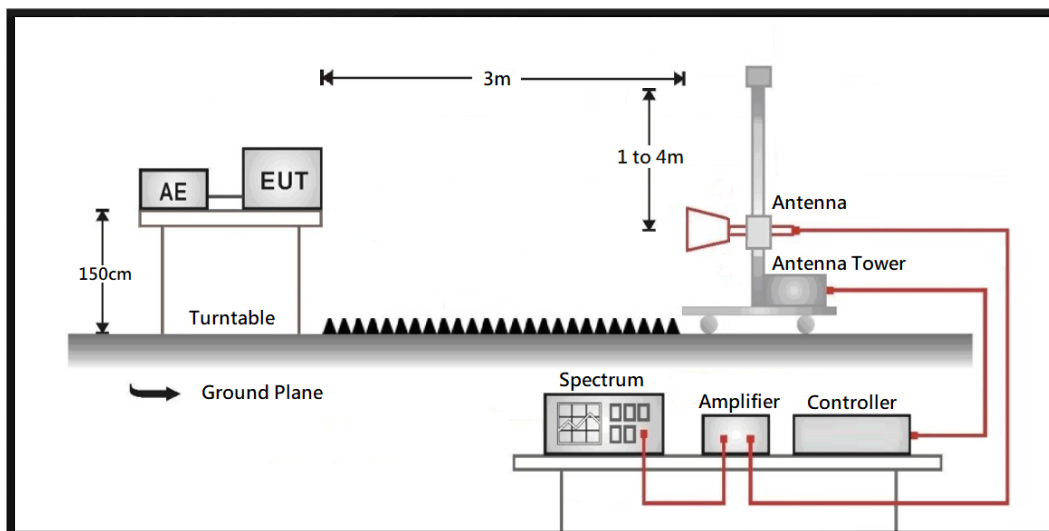 3m
1 to 4m
AE
EUT
Antenna
150cm
Antenna Tower
Turntable
Ground Plane
Spectrum
Amplifier
Controller